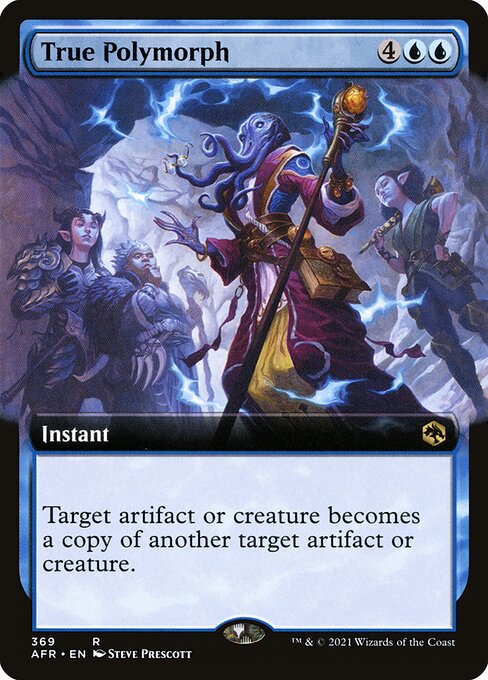 True Polymorph 4
Instant
Target artifact or creature becomes
a copy of another target artifact or
creature.
369 R
AFR • EN Steve Prescott
™ & © 2021 Wizards of the Coast